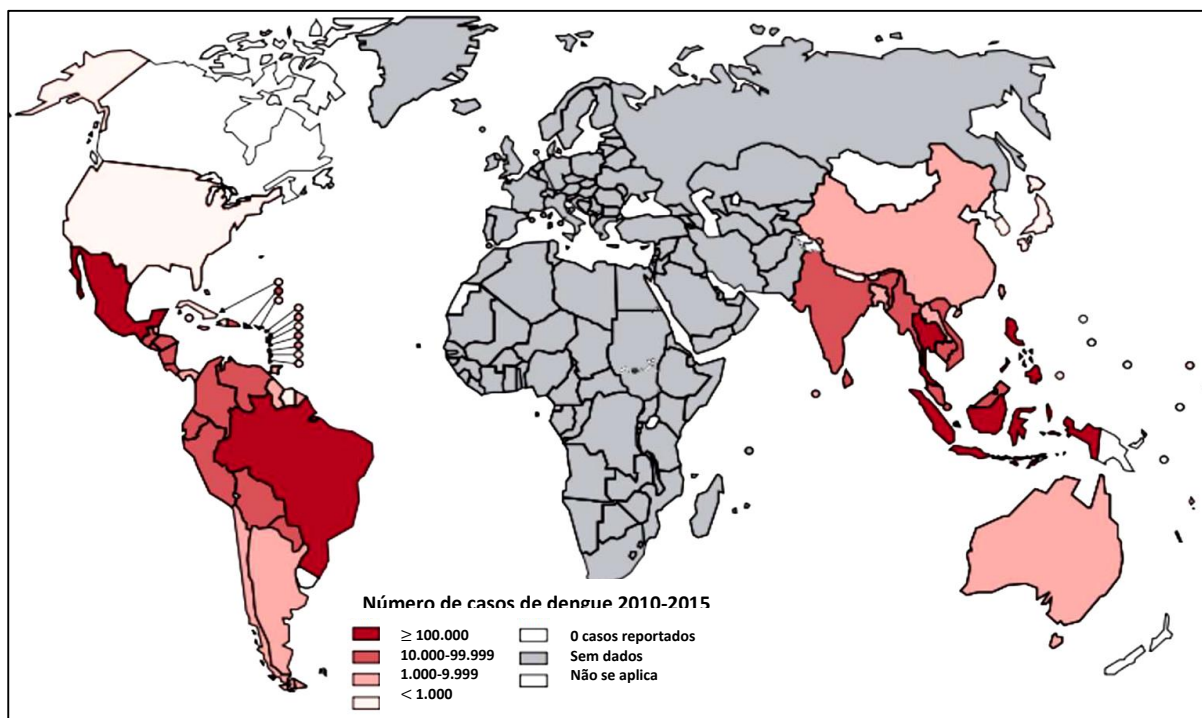 Número de casos de dengue 2010-2015
≥ 100.000
10.000-99.999
1.000-9.999
< 1.000
0 casos reportados
Sem dados
Não se aplica